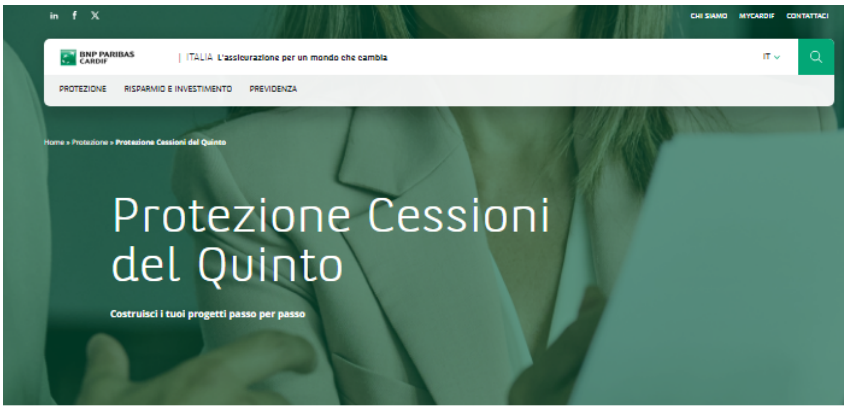 in f X
CHI SIAMO MYCARDIF CONTATTACI
BNP PARIBAS
CARDIF
| ITALIA L'assicurazione per un mondo che cambia
IT
PROTEZIONE RISPARMIO E INVESTIMENTO PREVIDENZA
Home » Protezione » Protezione Cessioni del Quinto
Protezione Cessioni
del Quinto
Costruisci i tuoi progetti passo per passo